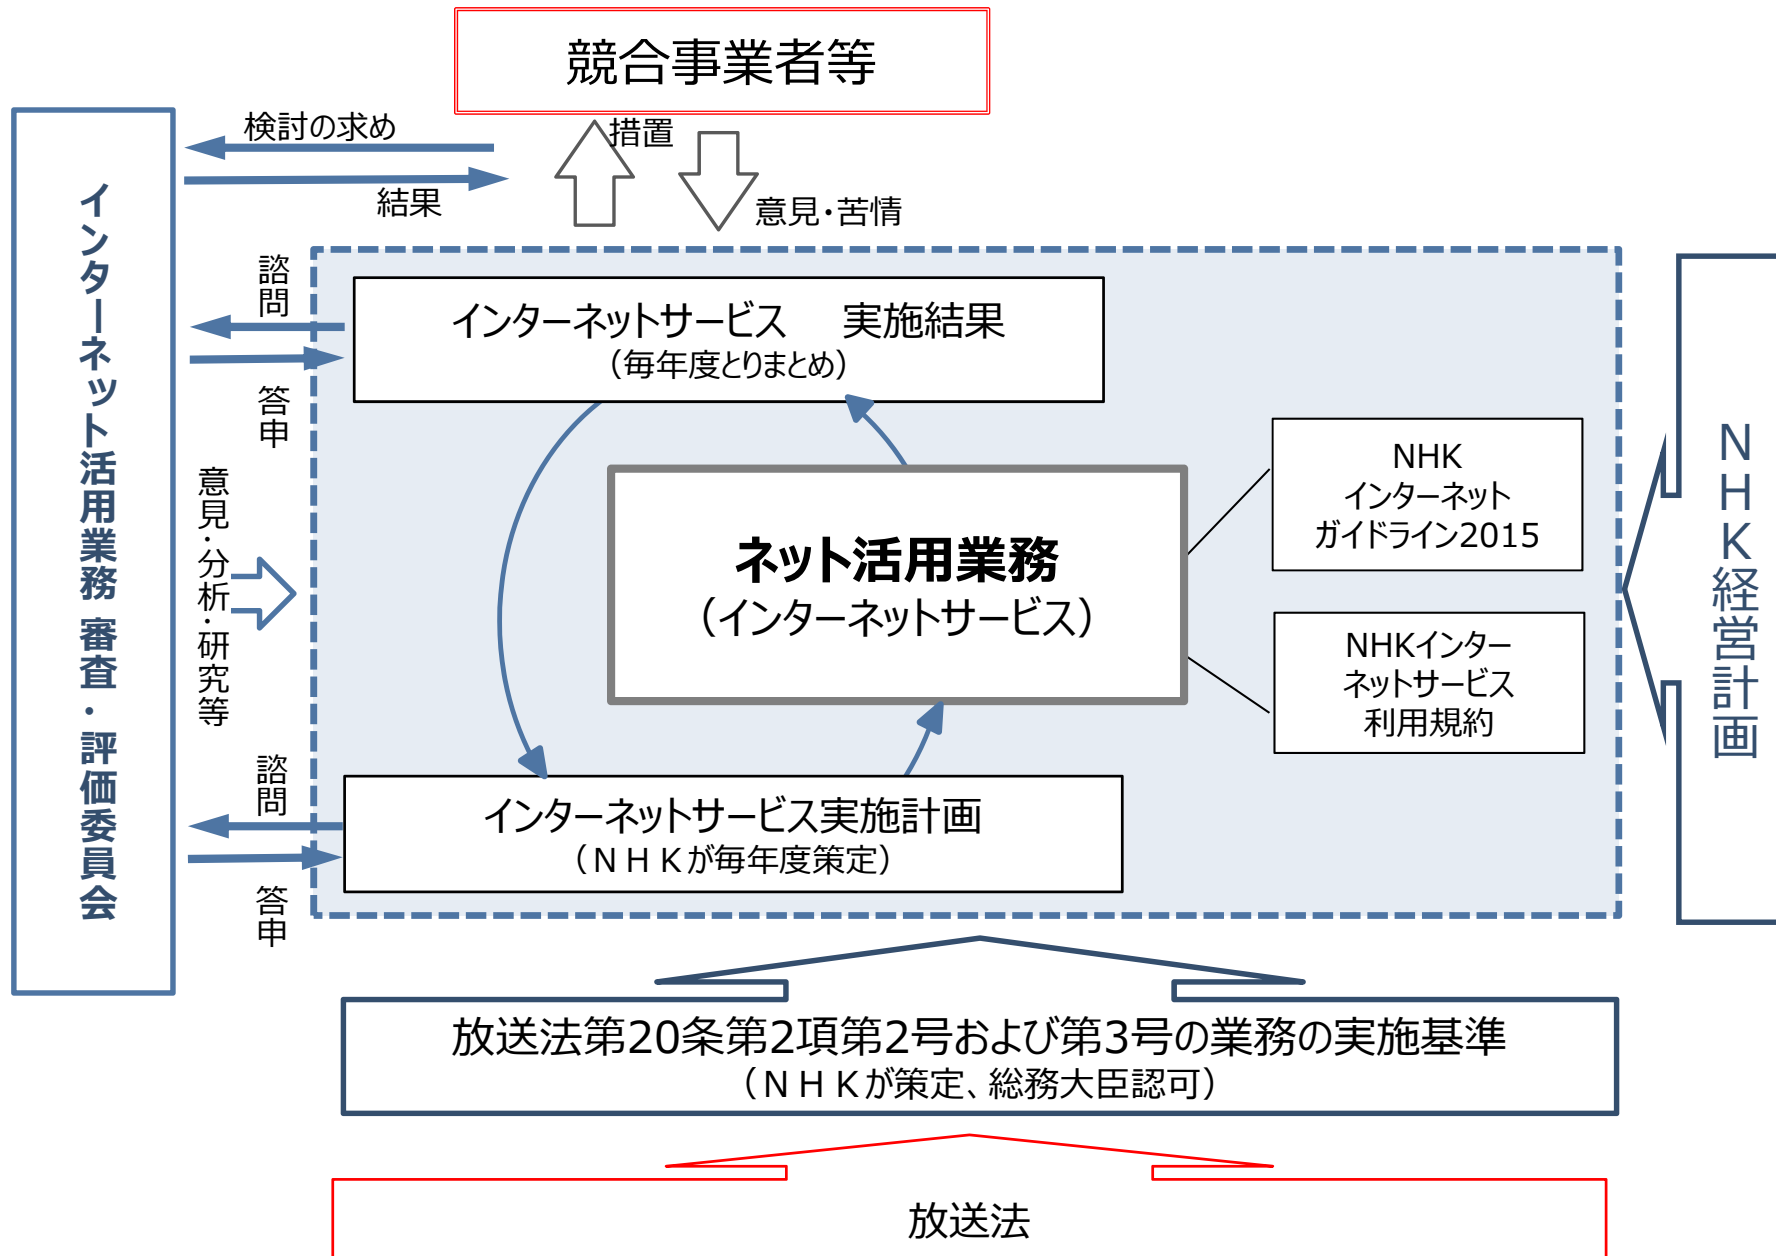 競合事業者等
検討の求め
措置
結果
意見・苦情
インターネット活用業務 審査・評価委員会
諮問
インターネットサービス　実施結果
（毎年度とりまとめ）
答申
意見・分析・研究等
ネット活用業務
（インターネットサービス）
NHK
インターネット
ガイドライン2015
NHKインター
ネットサービス
利用規約
ＮＨＫ経営計画
諮問
インターネットサービス実施計画
（ＮＨＫが毎年度策定）
答申
放送法第20条第2項第2号および第3号の業務の実施基準
（ＮＨＫが策定、総務大臣認可）
放送法